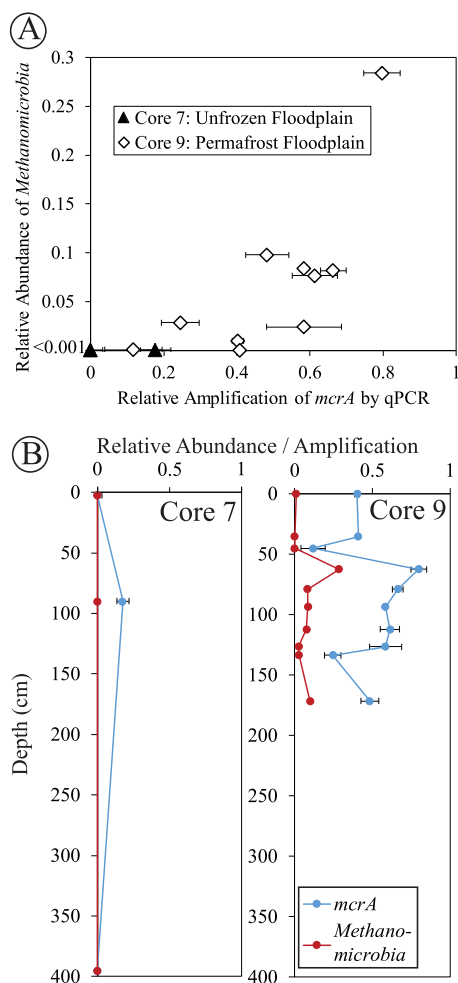 A
Relative Abundance of Methanomicrobia
0.3
0.25
0.2
0.15
0.1
0.05
<0.001
Core 7: Unfrozen Floodplain
Core 9: Permafrost Floodplain
0 0.2 0.4 0.6 0.8 1
Relative Amplification of mcrA by qPCR
B
Relative Abundance / Amplification
0 0.5 1 0 0.5 1
Core 7 Core 9
Depth (cm)
0 0
50 50
100 100
150 150
200 200
250 250
300 300
350 350
400 400
mcrA
Methano-
microbia